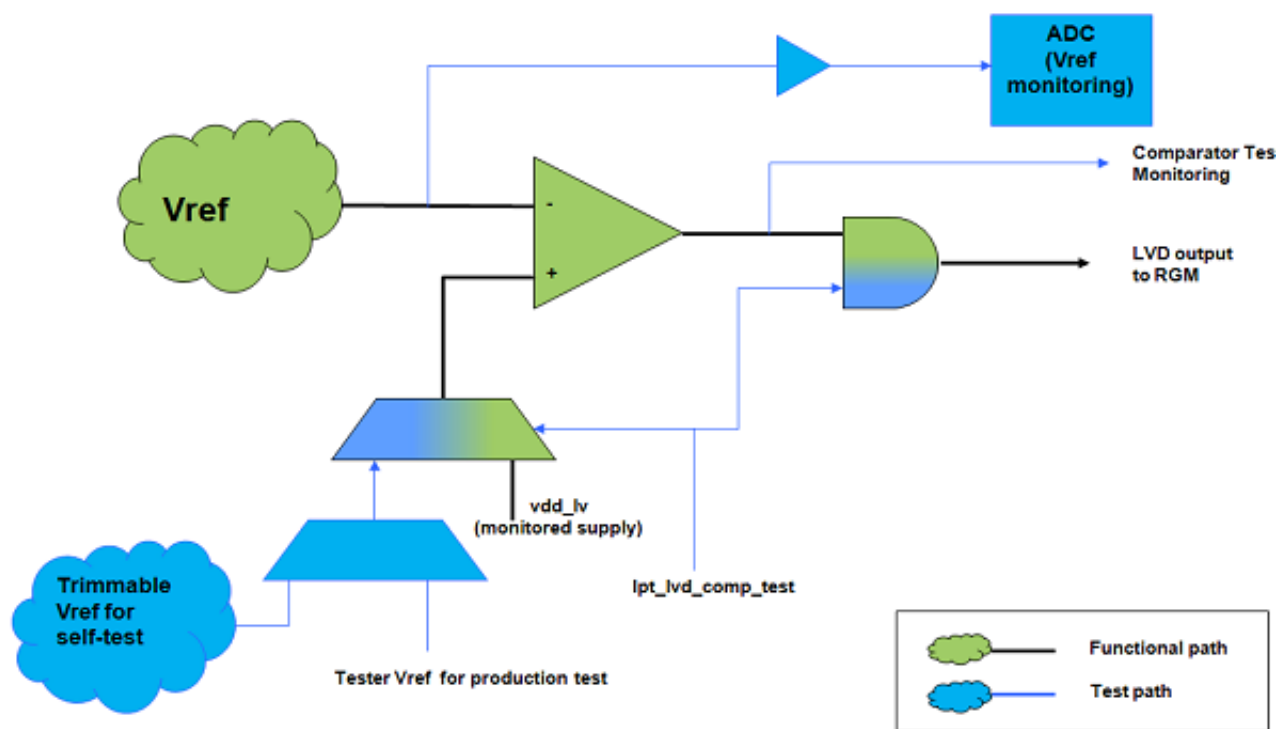 ADC
(Vref
monitoring)
Comparator Tes
Monitoring
Vref
-
+
LVD output
to RGM
vdd_lv
(monitored supply)
lpt_lvd_comp_test
Trimmable
Vref for
self-test
Tester Vref for production test
Functional path
Test path